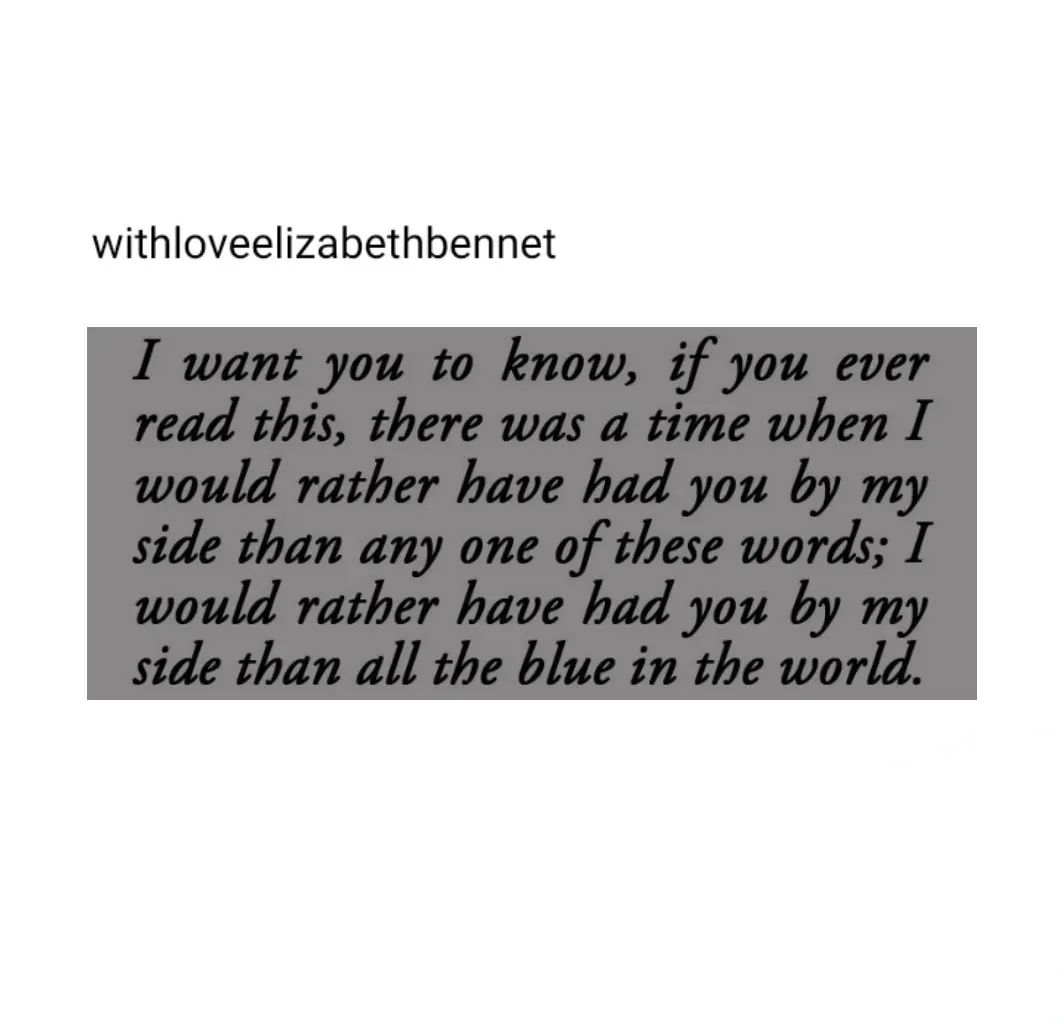 withloveelizabethbennet
I want you to know, if you ever
read this, there was a time when I
would rather have had you by my
side than any one of these words; I
would rather have had you by my
side than all the blue in the world.